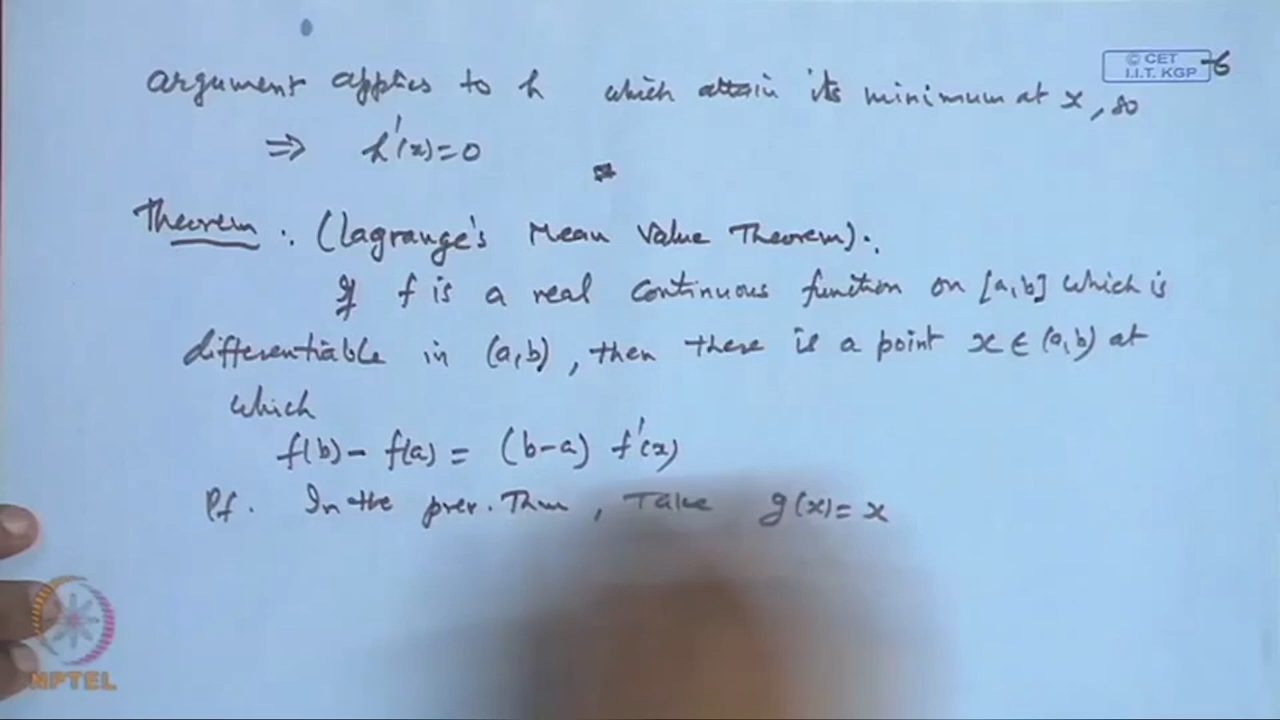 © CET
I.I.T. KGP
-6
argument applies to h which attain its minimum at x, so
⇒ h'(x)=0
Theorem: (Lagrange's Mean Value Theorem).
If f is a real continuous function on [a,b] which is
differentiable in (a,b), then there is a point x ∈ (a,b) at
which
f(b) - f(a) = (b-a) f'(x)
Pf. In the prev. Thm, Take g(x)= x
NPTEL